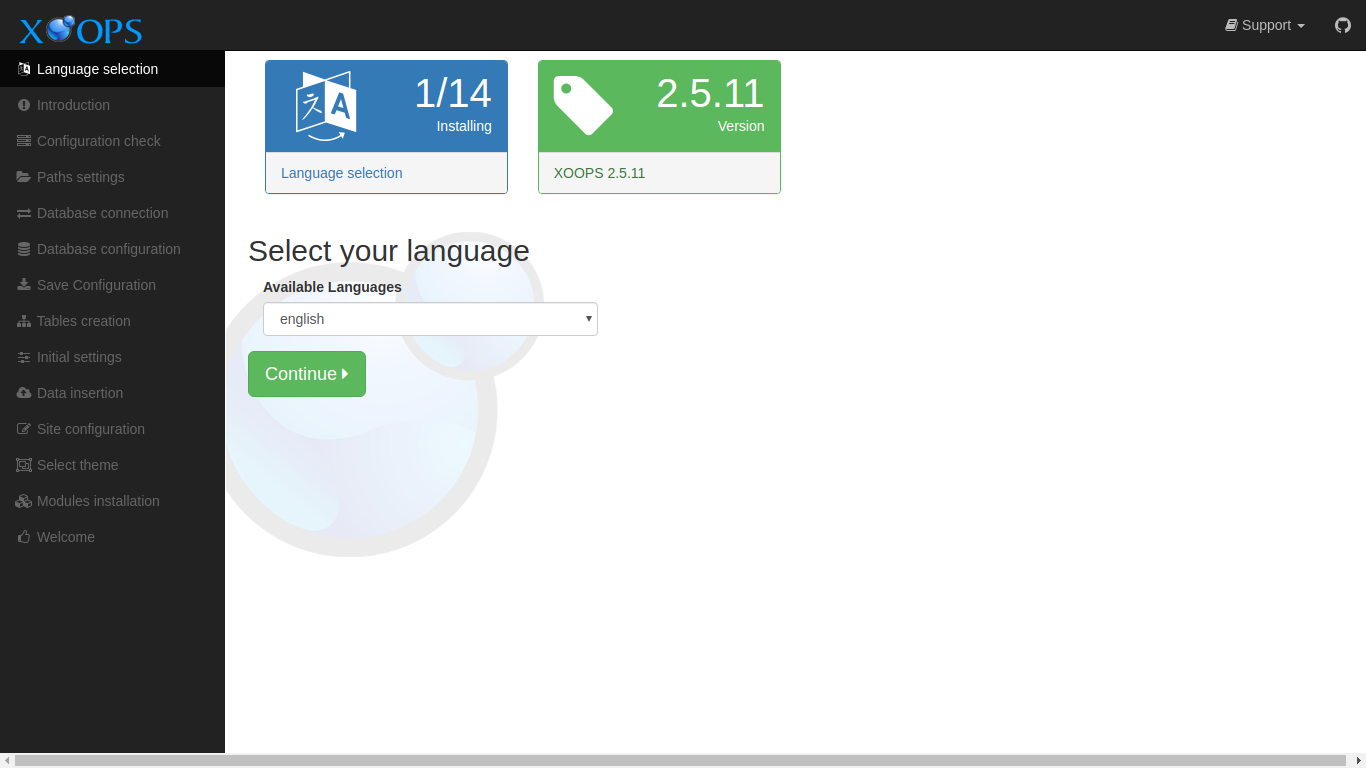 XOOPS
Support
Language selection
Introduction
Configuration check
Paths settings
Database connection
Database configuration
Save Configuration
Tables creation
Initial settings
Data insertion
Site configuration
Select theme
Modules installation
Welcome
A
1/14
Installing
Language selection
2.5.11
Version
XOOPS 2.5.11
Select your language
Available Languages
english
Continue